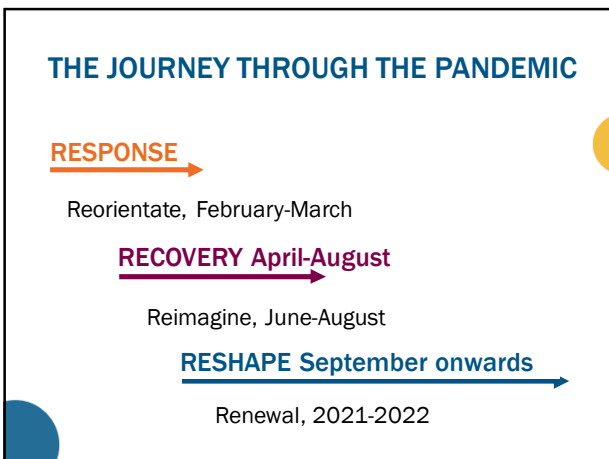 THE JOURNEY THROUGH THE PANDEMIC
RESPONSE
Reorientate, February-March
RECOVERY April-August
Reimagine, June-August
RESHAPE September onwards
Renewal, 2021-2022